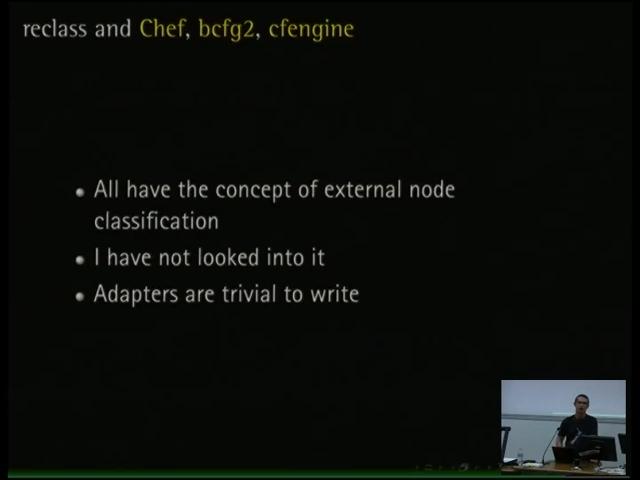 reclass and Chef, bcfg2, cfengine
All have the concept of external node
classification
I have not looked into it
Adapters are trivial to write